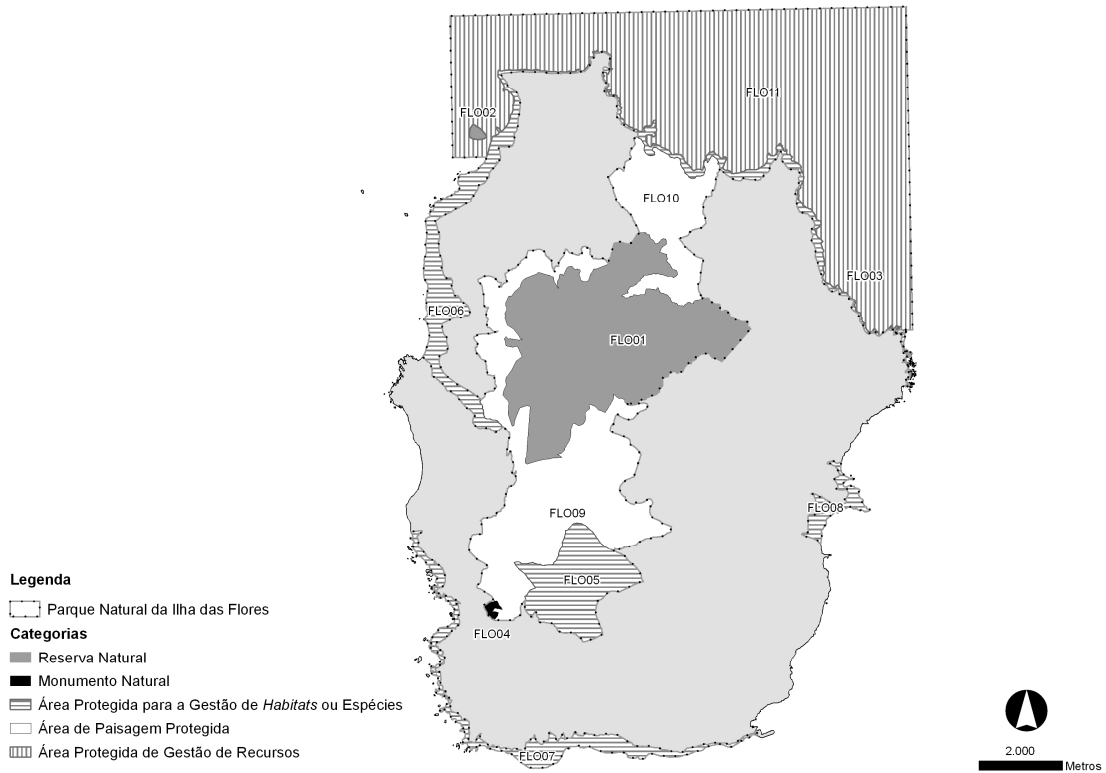 FLO11
FLO02
FLO10
FLO03
FLO06
FLO01
FLO09
FLO08
FLO05
FLO04
FLO07
Legenda
Parque Natural da Ilha das Flores
Categorias
Reserva Natural
Monumento Natural
Área Protegida para a Gestão de Habitats ou Espécies
Área de Paisagem Protegida
Área Protegida de Gestão de Recursos
2.000
Metros